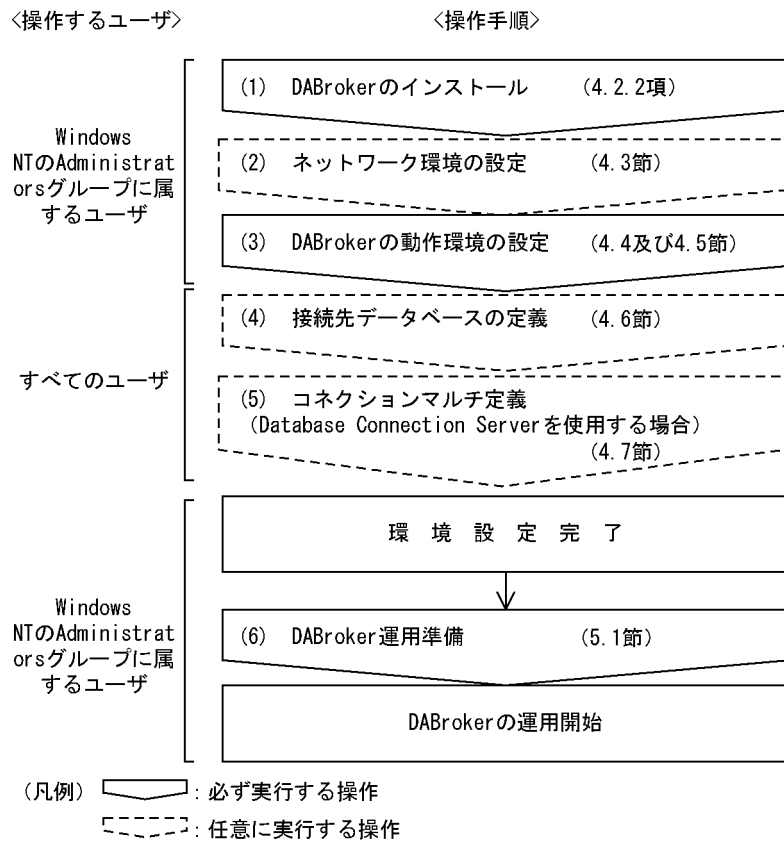 〈操作するユーザ〉
〈操作手順〉
Windows
NTのAdministrat
orsグループに属
するユーザ
(1) DABrokerのインストール (4.2.2項)
(2) ネットワーク環境の設定 (4.3節)
(3) DABrokerの動作環境の設定 (4.4及び4.5節)
すべてのユーザ
(4) 接続先データベースの定義 (4.6節)
(5) コネクションマルチ定義
(Database Connection Serverを使用する場合)
(4.7節)
Windows
NTのAdministrat
orsグループに属
するユーザ
環 境 設 定 完 了
(6) DABroker運用準備 (5.1節)
DABrokerの運用開始
(凡例) : 必ず実行する操作
: 任意に実行する操作